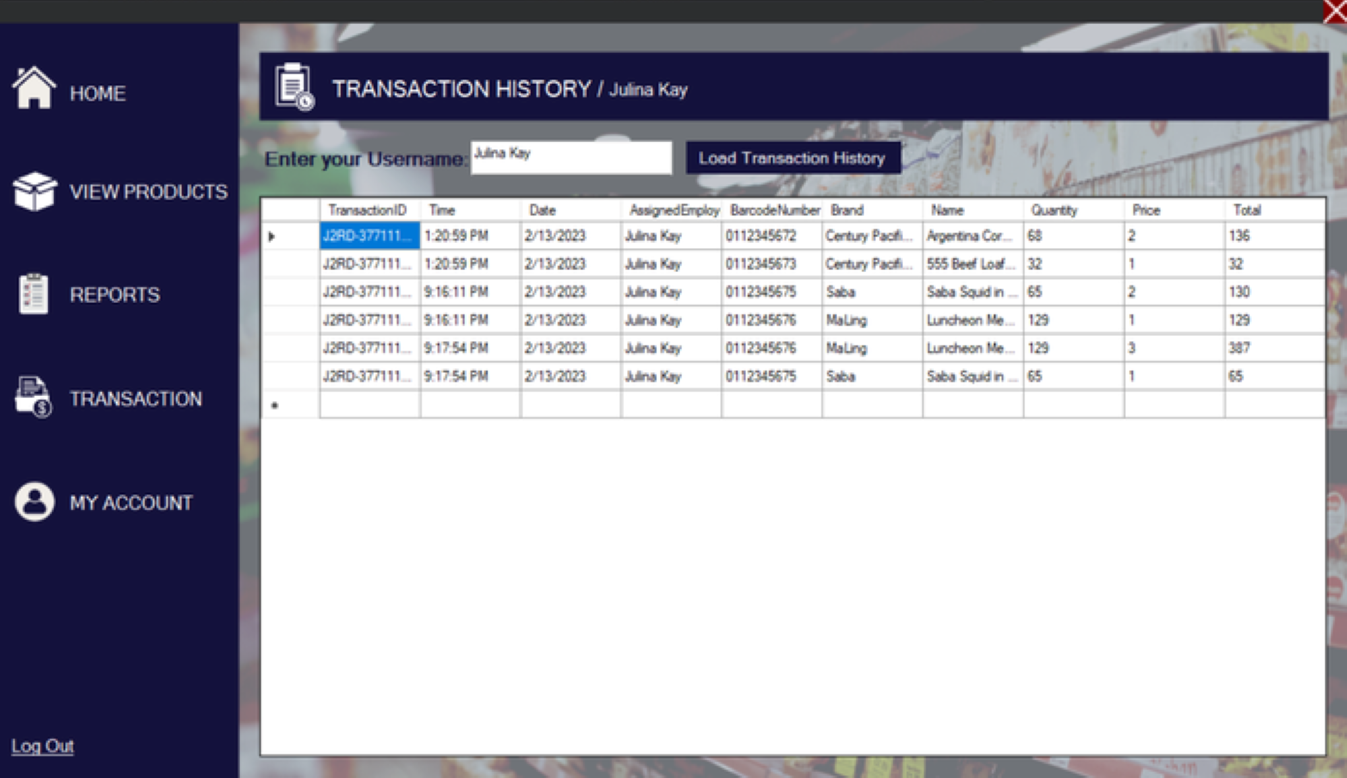 HOME
VIEW PRODUCTS
REPORTS
TRANSACTION
MY ACCOUNT
Log Out
TRANSACTION HISTORY / Julina Kay
Enter your Username: Julina Kay Load Transaction History
TransactionID Time Date AssignedEmploy BarcodeNumber Brand Name Quantity Price Total
J2RD-377111... 1:20:59 PM 2/13/2023 Julina Kay 0112345672 Century Pacifi... Argentina Cor... 68 2 136
J2RD-377111... 1:20:59 PM 2/13/2023 Julina Kay 0112345673 Century Pacifi... 555 Beef Loaf... 32 1 32
J2RD-377111... 9:16:11 PM 2/13/2023 Julina Kay 0112345675 Saba Saba Squid in ... 65 2 130
J2RD-377111... 9:16:11 PM 2/13/2023 Julina Kay 0112345676 MaLing Luncheon Me... 129 1 129
J2RD-377111... 9:17:54 PM 2/13/2023 Julina Kay 0112345676 MaLing Luncheon Me... 129 3 387
J2RD-377111... 9:17:54 PM 2/13/2023 Julina Kay 0112345675 Saba Saba Squid in ... 65 1 65